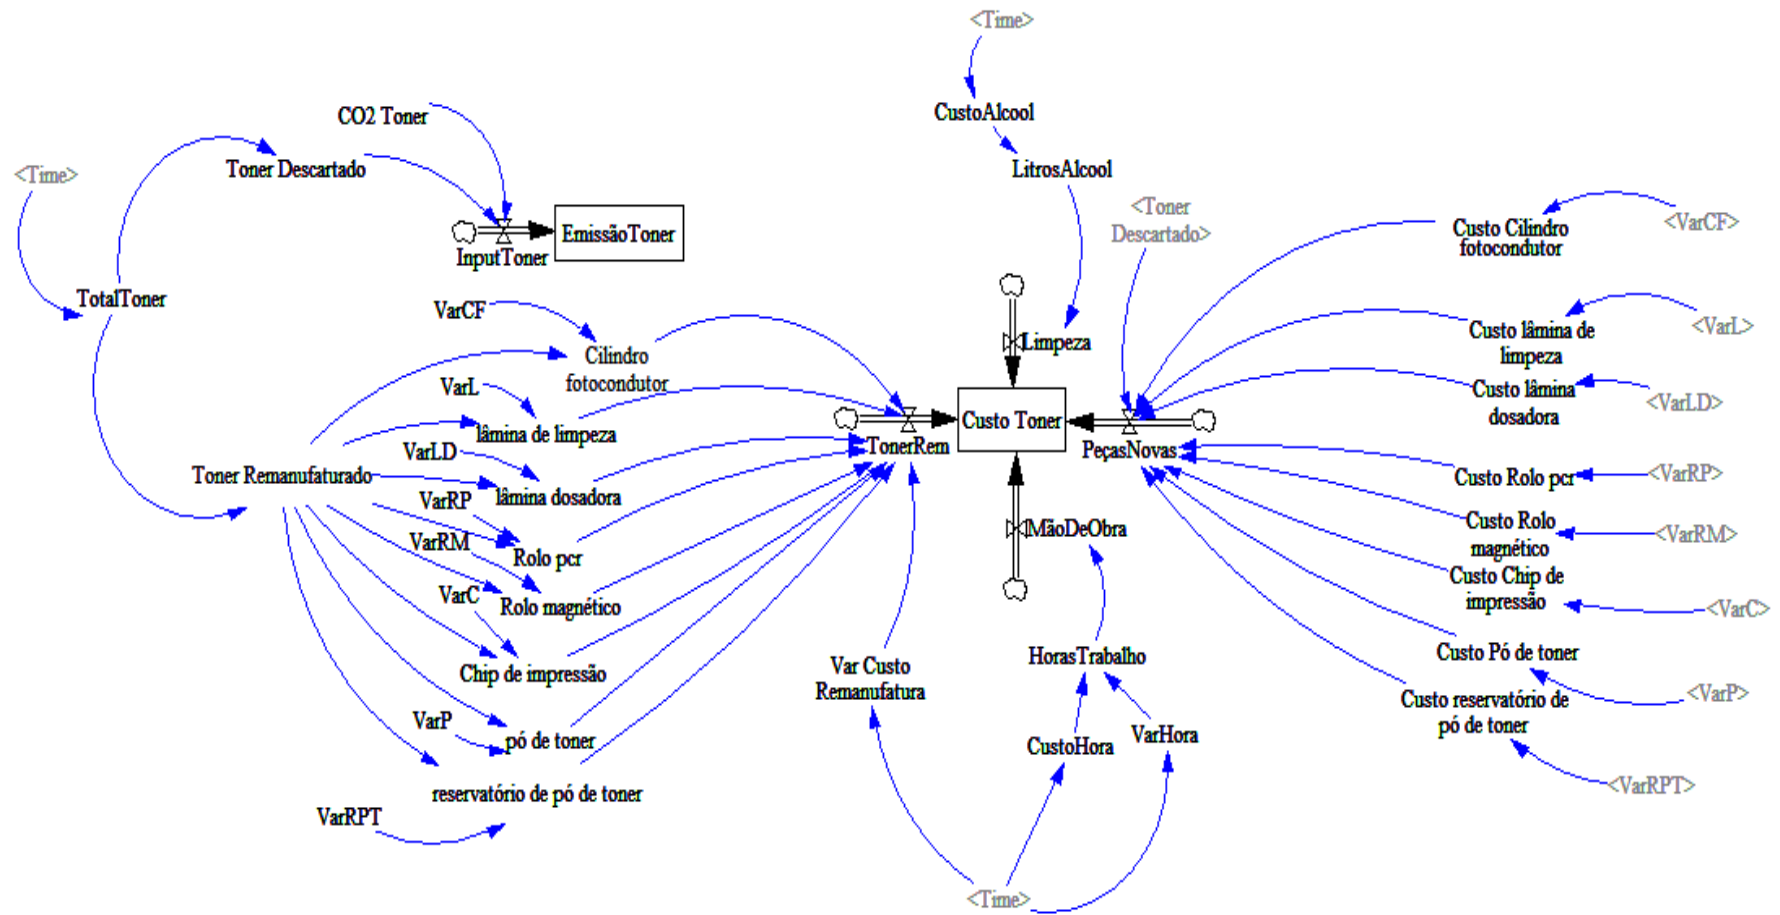 <Time>
CO2 Toner
Toner Descartado
<Time>
EmissãoToner
InputToner
TotalToner
VarCF
Cilindro
fotocondutor
VarL
lâmina de limpeza
VarLD
Toner Remanufaturado
lâmina dosadora
VarRP
Rolo pcr
VarRM
VarC
Rolo magnético
Chip de impressão
VarP
pó de toner
reservatório de pó de toner
VarRPT
CustoAlcool
LitrosAlcool
<Toner
Descartado>
Limpeza
Custo Toner
TonerRem
PeçasNovas
MãoDeObra
Var Custo
Remanufatura
HorasTrabalho
CustoHora
VarHora
<Time>
Custo Cilindro
fotocondutor
<VarCF>
Custo lâmina de
limpeza
<VarL>
Custo lâmina
dosadora
<VarLD>
Custo Rolo pcr
<VarRP>
Custo Rolo
magnético
<VarRM>
Custo Chip de
impressão
<VarC>
Custo Pó de toner
<VarP>
Custo reservatório de
pó de toner
<VarRPT>